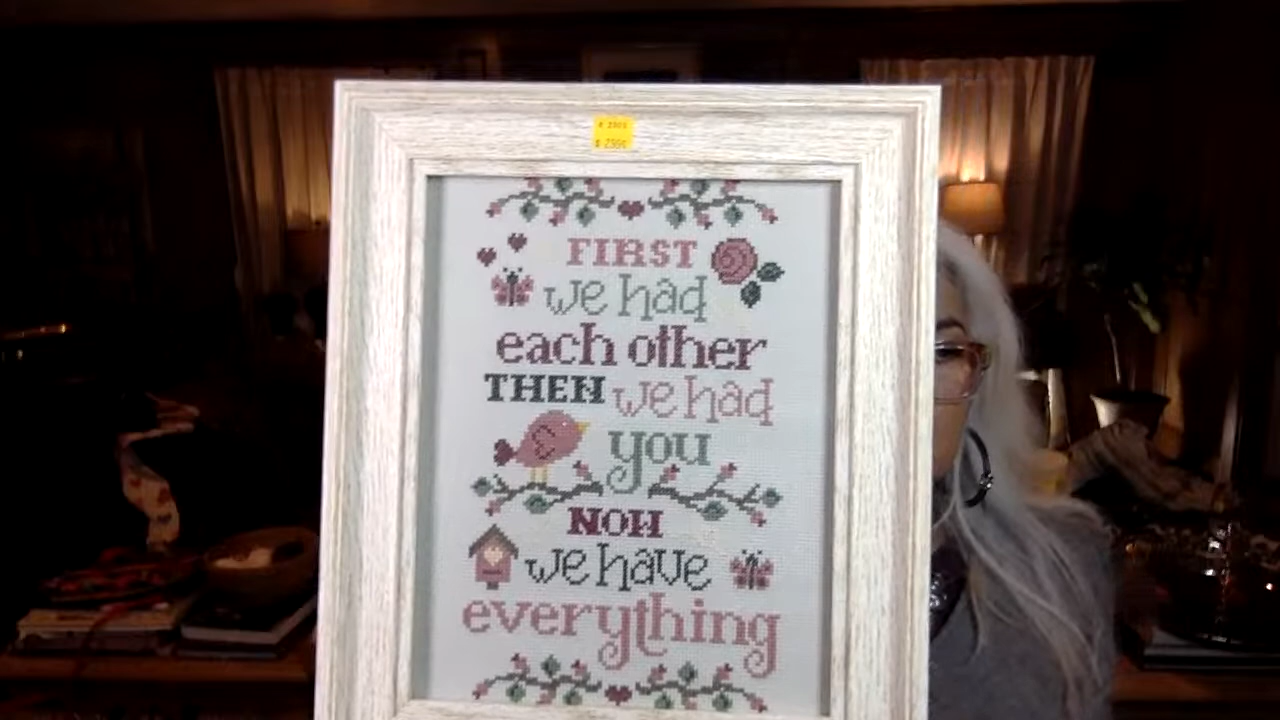 FIRST
we had
each other
THEN we had
you
NOW
we have
everything